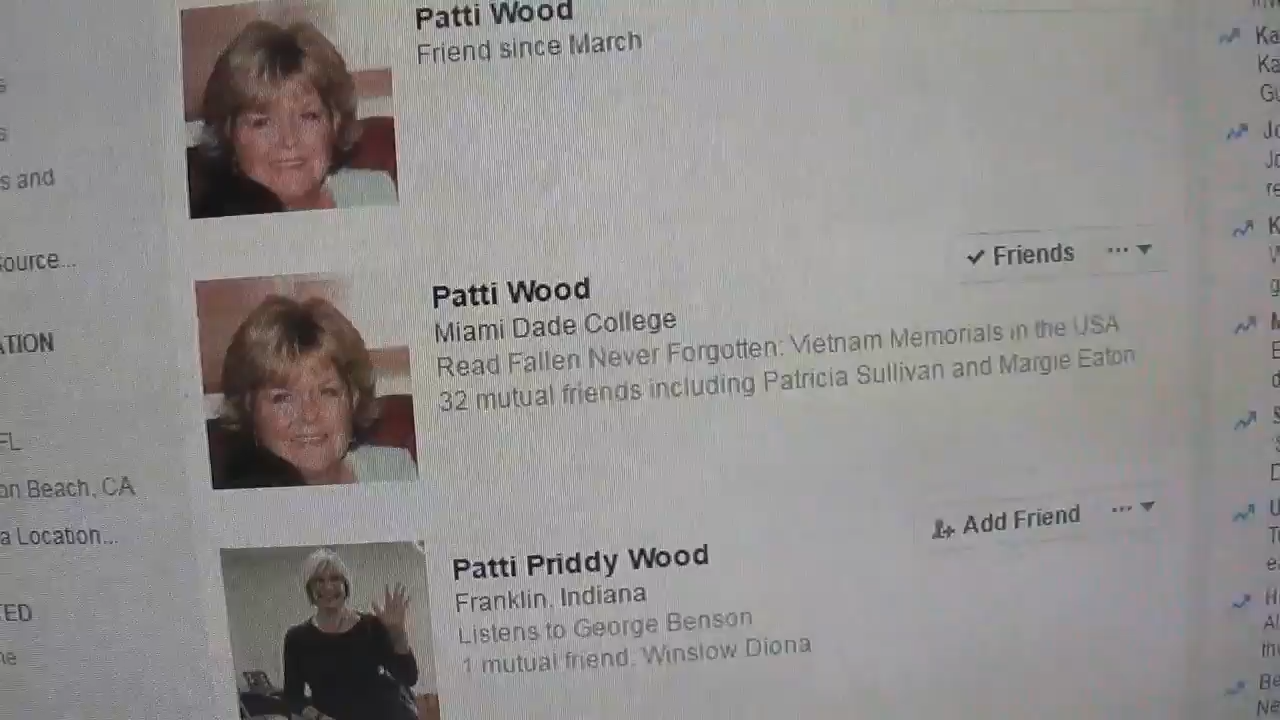 Patti Wood
Friend since March
s and
Source...
ATION
FL
on Beach, CA
a Location...
TED
Friends
Patti Wood
Miami Dade College
Read Fallen Never Forgotten: Vietnam Memorials in the USA
32 mutual friends including Patricia Sullivan and Margie Eaton
Add Friend
Patti Priddy Wood
Franklin, Indiana
Listens to George Benson
1 mutual friend: Winslow Diona